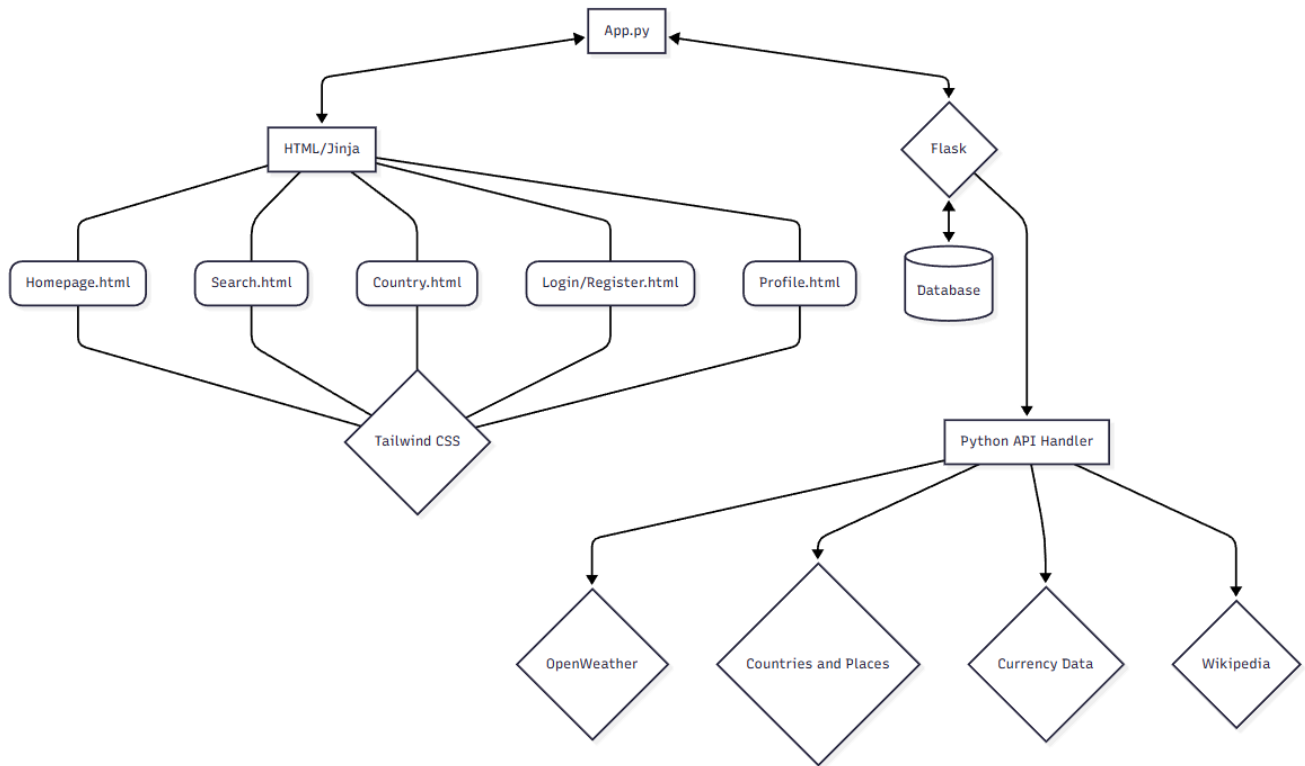 App.py
HTML/Jinja
Flask
Homepage.html
Search.html
Country.html
Login/Register.html
Profile.html
Database
Tailwind CSS
Python API Handler
OpenWeather
Countries and Places
Currency Data
Wikipedia